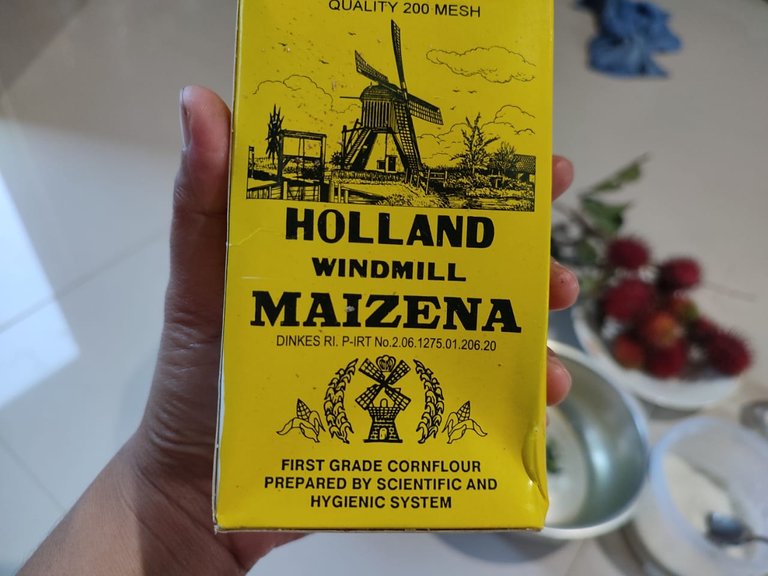 QUALITY 200 MESH
HOLLAND
WINDMILL
MAIZENA
DINKES RI. P-IRT No.2.06.1275.01.206.20
FIRST GRADE CORNFLOUR
PREPARED BY SCIENTIFIC AND
HYGIENIC SYSTEM